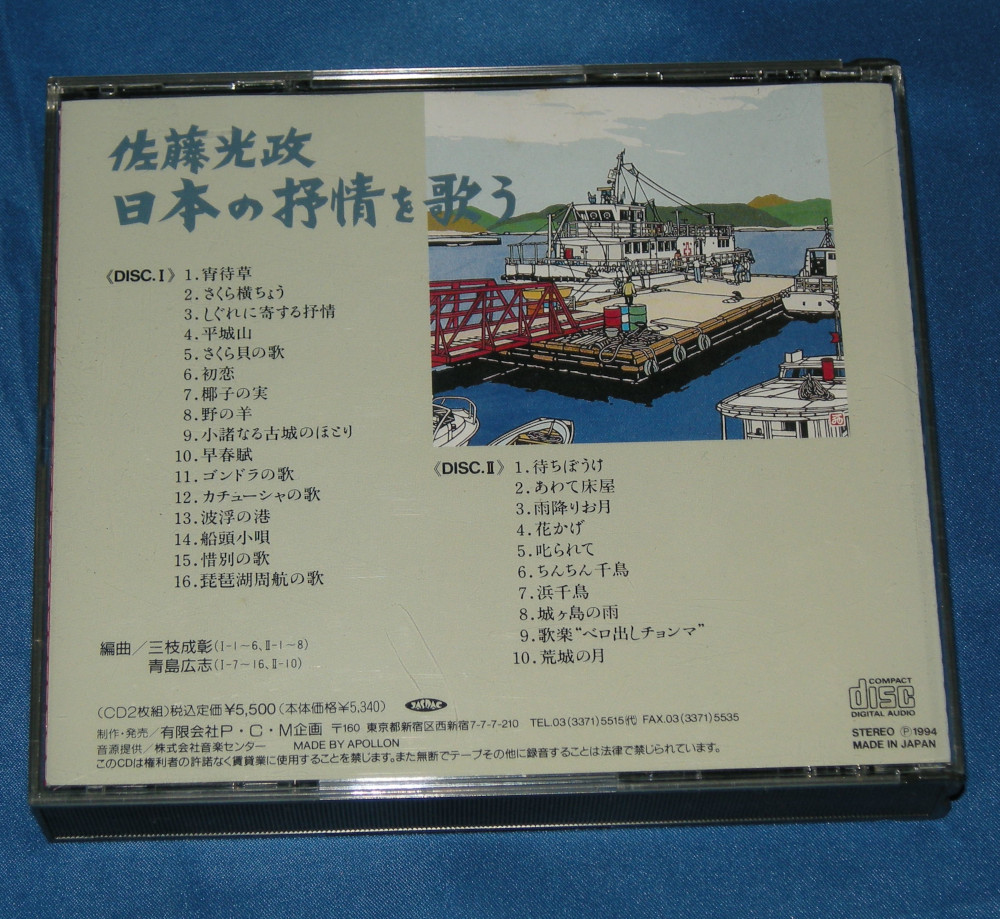 佐藤光政
日本の抒情を歌う
《DISC.I》1.宵待草
2.さくら横ちょう
3.しぐれに寄する抒情
4.平城山
5.さくら貝の歌
6.初恋
7.椰子の実
8.野の羊
9.小諸なる古城のほとり
10.早春賦
11.ゴンドラの歌
12.カチューシャの歌
13.波浮の港
14.船頭小唄
15.惜別の歌
16.琵琶湖周航の歌
《DISC.II》1.待ちぼうけ
2.あわて床屋
3.雨降りお月
4.花かげ
5.叱られて
6.ちんちん千鳥
7.浜千鳥
8.城ヶ島の雨
9.歌楽“ベロ出しチョンマ”
10.荒城の月
編曲/三枝成彰(I-1〜6、II-1〜8)
青島広志(I-7〜16、II-10)
(CD2枚組)税込定価¥5,500(本体価格¥5,340)
JASRAC
制作・発売/有限会社P・C・M企画 〒160 東京都新宿区西新宿7-7-7-210 TEL.03(3371)5515代 FAX.03(3371)5535
音源提供/株式会社音楽センター MADE BY APOLLON
このCDは権利者の許諾なく賃貸業に使用することを禁じます。また無断でテープその他に録音することは法律で禁じられています。
COMPACT
disc
DIGITAL AUDIO
STEREO Ⓟ1994
MADE IN JAPAN